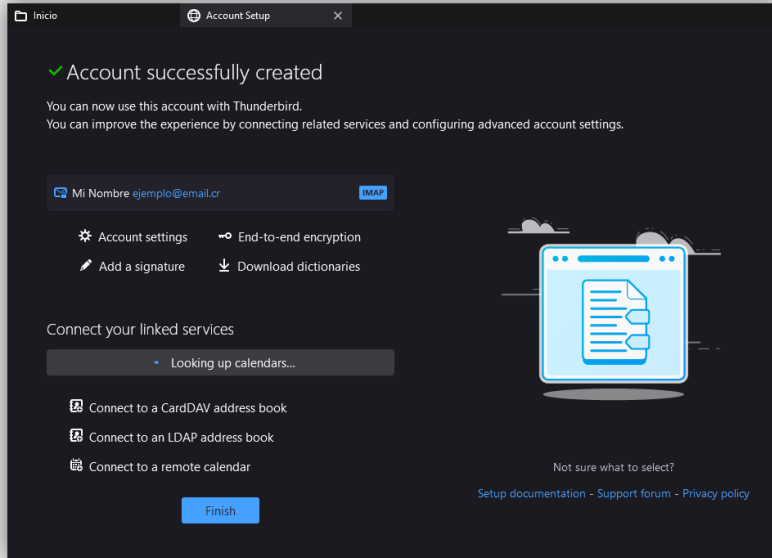 Inicio
Account Setup
Account successfully created
You can now use this account with Thunderbird.
You can improve the experience by connecting related services and configuring advanced account settings.
Mi Nombre ejemplo@email.cr
IMAP
Account settings
End-to-end encryption
Add a signature
Download dictionaries
Connect your linked services
Looking up calendars...
Connect to a CardDAV address book
Connect to an LDAP address book
Connect to a remote calendar
Finish
Not sure what to select?
Setup documentation - Support forum - Privacy policy